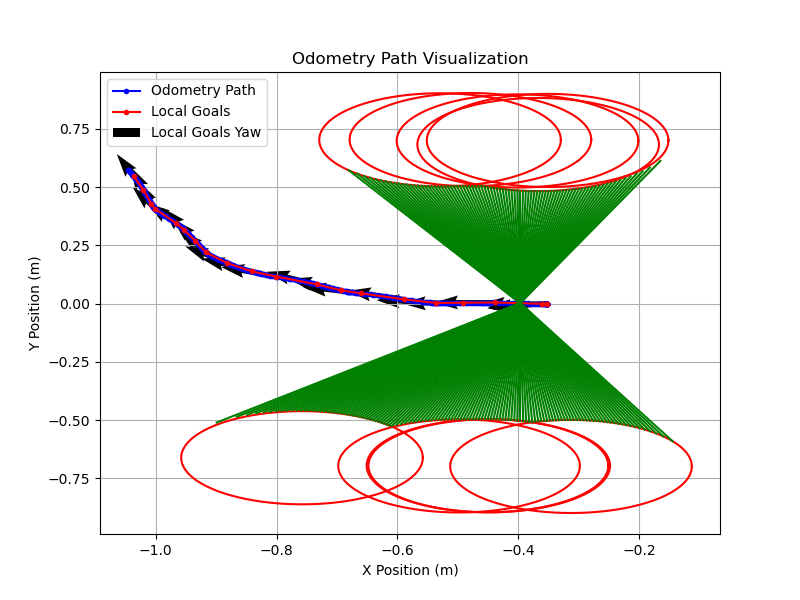 Odometry Path Visualization
Odometry Path
Local Goals
Local Goals Yaw
Y Position (m)
0.75
0.50
0.25
0.00
−0.25
−0.50
−0.75
−1.0 −0.8 −0.6 −0.4 −0.2
X Position (m)